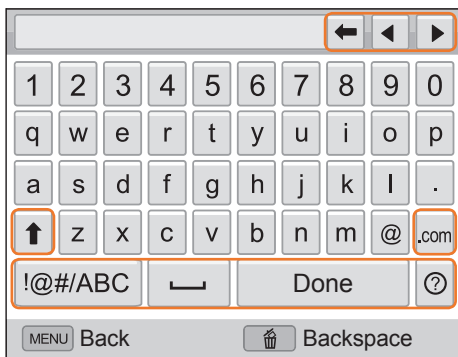 1 2 3 4 5 6 7 8 9 0
q w e r t y u i o p
a s d f g h j k l .
z x c v b n m @ .com
!@#/ABC Done ?
MENU Back Backspace